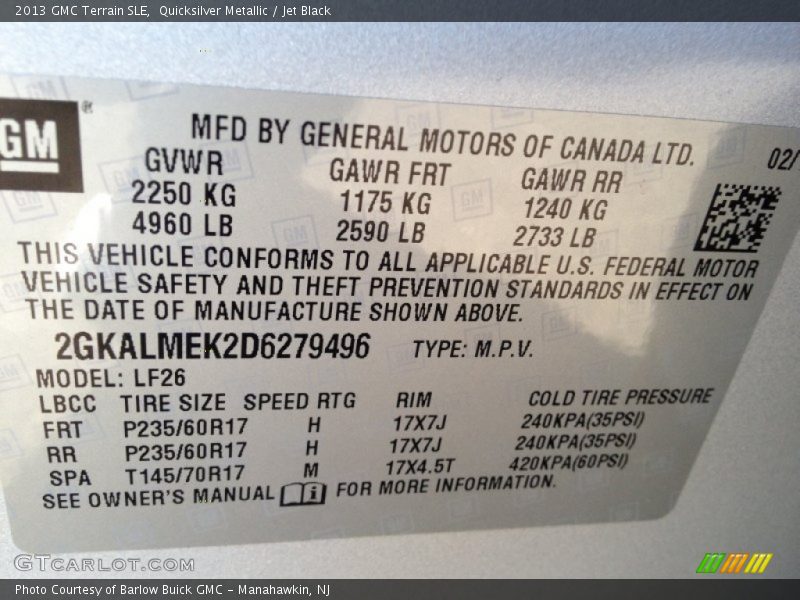 2013 GMC Terrain SLE, Quicksilver Metallic / Jet Black
GM®
MFD BY GENERAL MOTORS OF CANADA LTD.
02/
GVWR GAWR FRT GAWR RR
2250 KG 1175 KG 1240 KG
4960 LB 2590 LB 2733 LB
THIS VEHICLE CONFORMS TO ALL APPLICABLE U.S. FEDERAL MOTOR
VEHICLE SAFETY AND THEFT PREVENTION STANDARDS IN EFFECT ON
THE DATE OF MANUFACTURE SHOWN ABOVE.
2GKALMEK2D6279496 TYPE: M.P.V.
MODEL: LF26
LBCC TIRE SIZE SPEED RTG RIM COLD TIRE PRESSURE
FRT P235/60R17 H 17X7J 240KPA(35PSI)
RR P235/60R17 H 17X7J 240KPA(35PSI)
SPA T145/70R17 M 17X4.5T 420KPA(60PSI)
SEE OWNER'S MANUAL i FOR MORE INFORMATION.
GTCARLOT.COM
Photo Courtesy of Barlow Buick GMC – Manahawkin, NJ